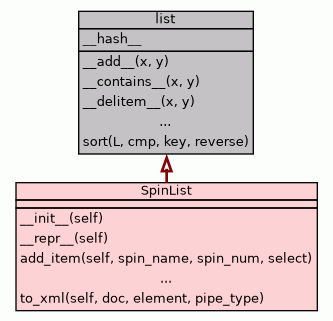 list
__hash__
__add__(x, y)
__contains__(x, y)
__delitem__(x, y)
...
sort(L, cmp, key, reverse)
SpinList
__init__(self)
__repr__(self)
add_item(self, spin_name, spin_num, select)
...
to_xml(self, doc, element, pipe_type)